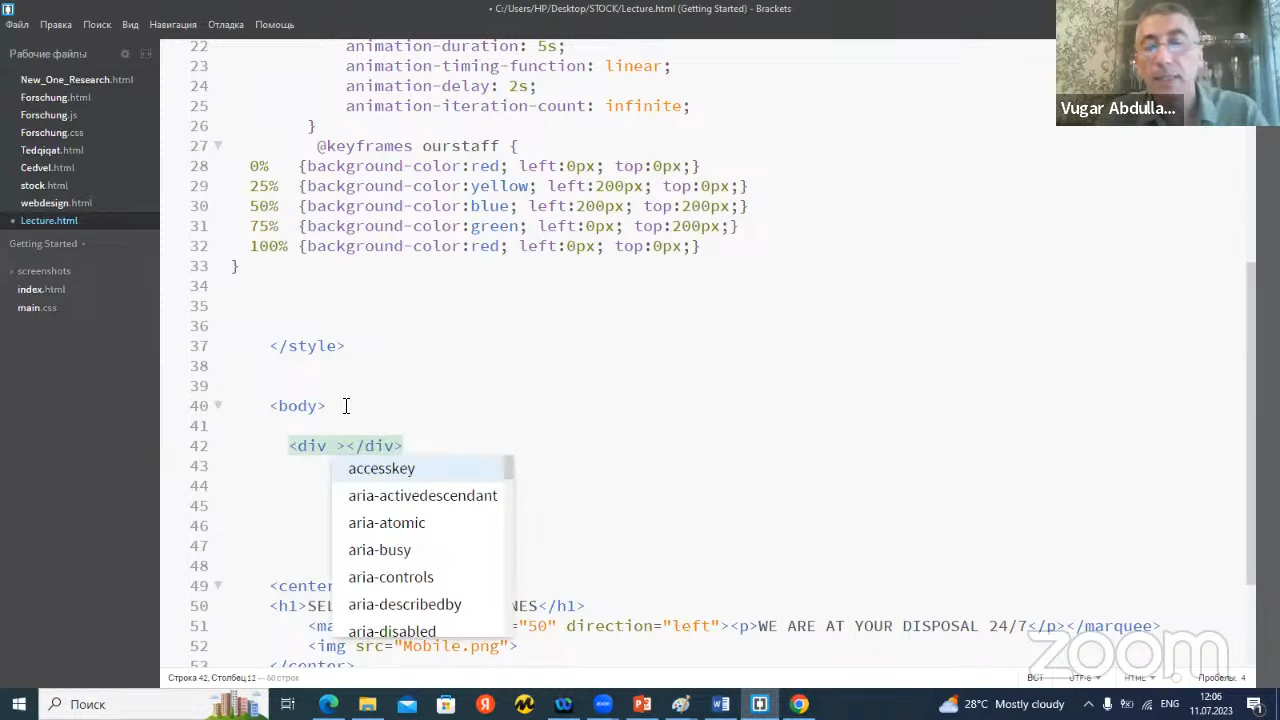 • C:/Users/HP/Desktop/STOCK/Lecture.html (Getting Started) - Brackets
Файл Правка Поиск Вид Навигация Отладка Помощь
Рабочие файлы
New_One_Research.html
Forschung.html
Forschung.js
Forschung.css
Tedqiqat.html
Cedvel.html
stock.html
webdesign.html
Lecture.html
Getting Started
screenshots
index.html
main.css
22 animation-duration: 5s;
23 animation-timing-function: linear;
24 animation-delay: 2s;
25 animation-iteration-count: infinite;
26 }
27 @keyframes ourstaff {
28 0% {background-color:red; left:0px; top:0px;}
29 25% {background-color:yellow; left:200px; top:0px;}
30 50% {background-color:blue; left:200px; top:200px;}
31 75% {background-color:green; left:0px; top:200px;}
32 100% {background-color:red; left:0px; top:0px;}
33 }
34
35
36
37 </style>
38
39
40 <body>
41
42 <div ></div>
43
44
45
46
47
48
49 <center
50 <h1>SEL NES</h1>
51 <ma ="50" direction="left"><p>WE ARE AT YOUR DISPOSAL 24/7</p></marquee>
52 <img src="Mobile.png">
53 </center>
accesskey
aria-activedescendant
aria-atomic
aria-busy
aria-controls
aria-describedby
aria-disabled
Vugar Abdulla...
zoom
Строка 42, Столбец 12 — 60 строк
ВСТ UTF-8 HTML Пробелы: 4
Поиск
28°C Mostly cloudy
ENG
12:06
11.07.2023